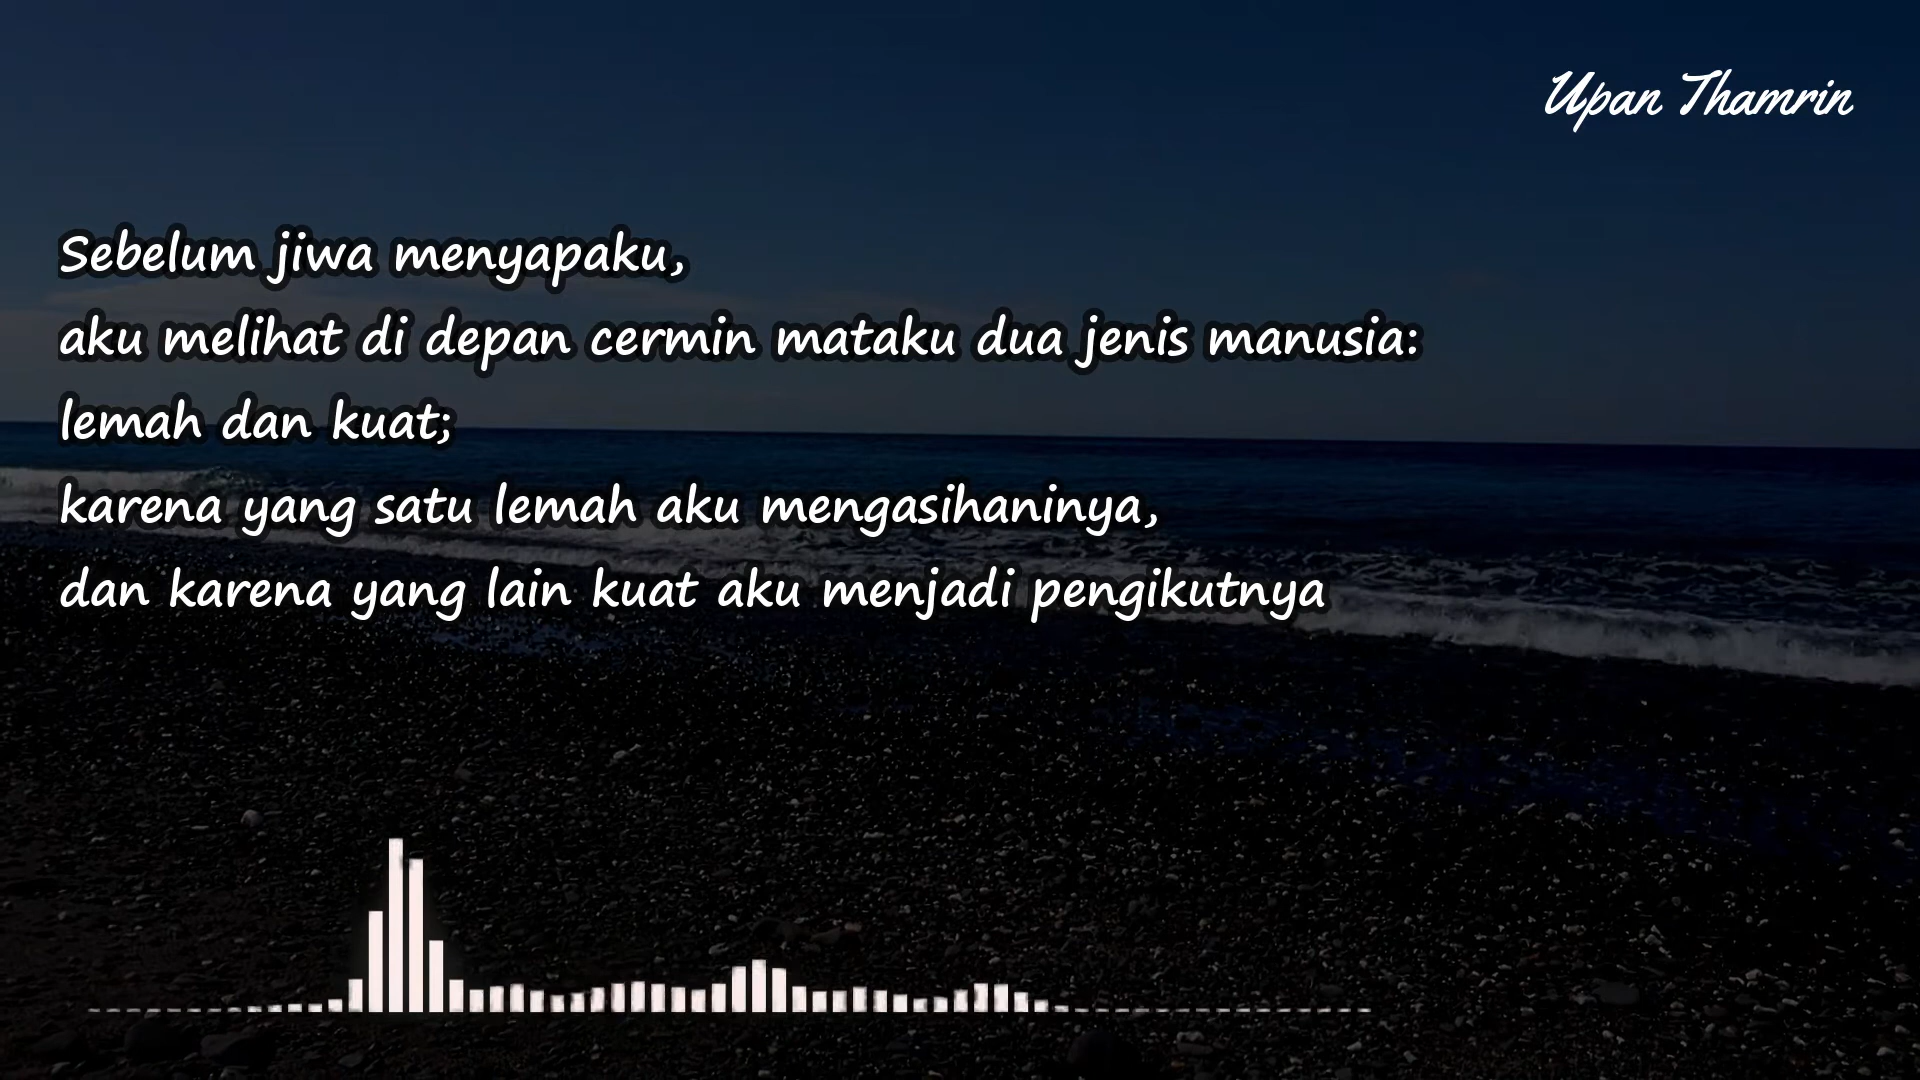 Upan Thamrin
Sebelum jiwa menyapaku,
aku melihat di depan cermin mataku dua jenis manusia:
lemah dan kuat;
karena yang satu lemah aku mengasihaninya,
dan karena yang lain kuat aku menjadi pengikutnya